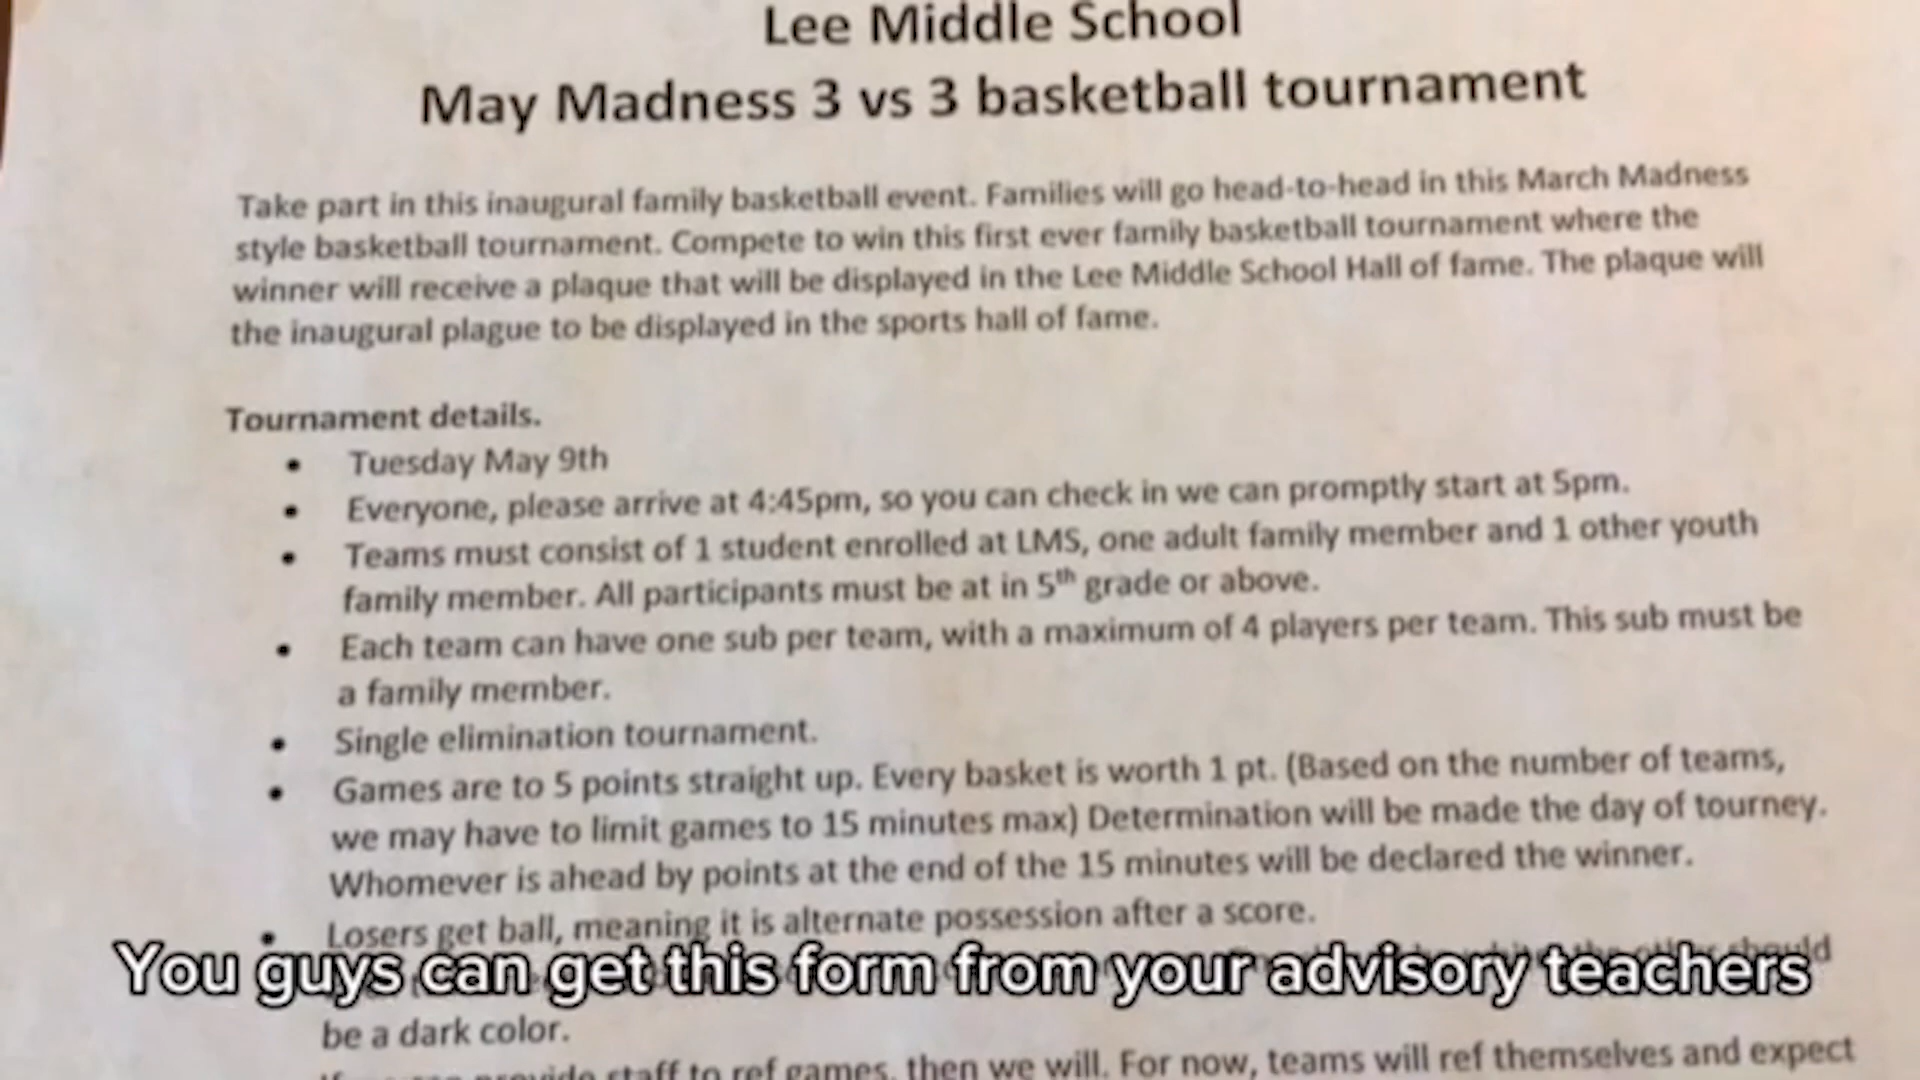 Lee Middle School
May Madness 3 vs 3 basketball tournament
Take part in this inaugural family basketball event. Families will go head-to-head in this March Madness
style basketball tournament. Compete to win this first ever family basketball tournament where the
winner will receive a plaque that will be displayed in the Lee Middle School Hall of fame. The plaque will
the inaugural plague to be displayed in the sports hall of fame.
Tournament details.
• Tuesday May 9th
• Everyone, please arrive at 4:45pm, so you can check in we can promptly start at 5pm.
• Teams must consist of 1 student enrolled at LMS, one adult family member and 1 other youth
family member. All participants must be at in 5th grade or above.
• Each team can have one sub per team, with a maximum of 4 players per team. This sub must be
a family member.
• Single elimination tournament.
• Games are to 5 points straight up. Every basket is worth 1 pt. (Based on the number of teams,
we may have to limit games to 15 minutes max) Determination will be made the day of tourney.
Whomever is ahead by points at the end of the 15 minutes will be declared the winner.
• Losers get ball, meaning it is alternate possession after a score.
should
You guys can get this form from your advisory teachers
be a dark color.
staff to ref games, then we will. For now, teams will ref themselves and expect